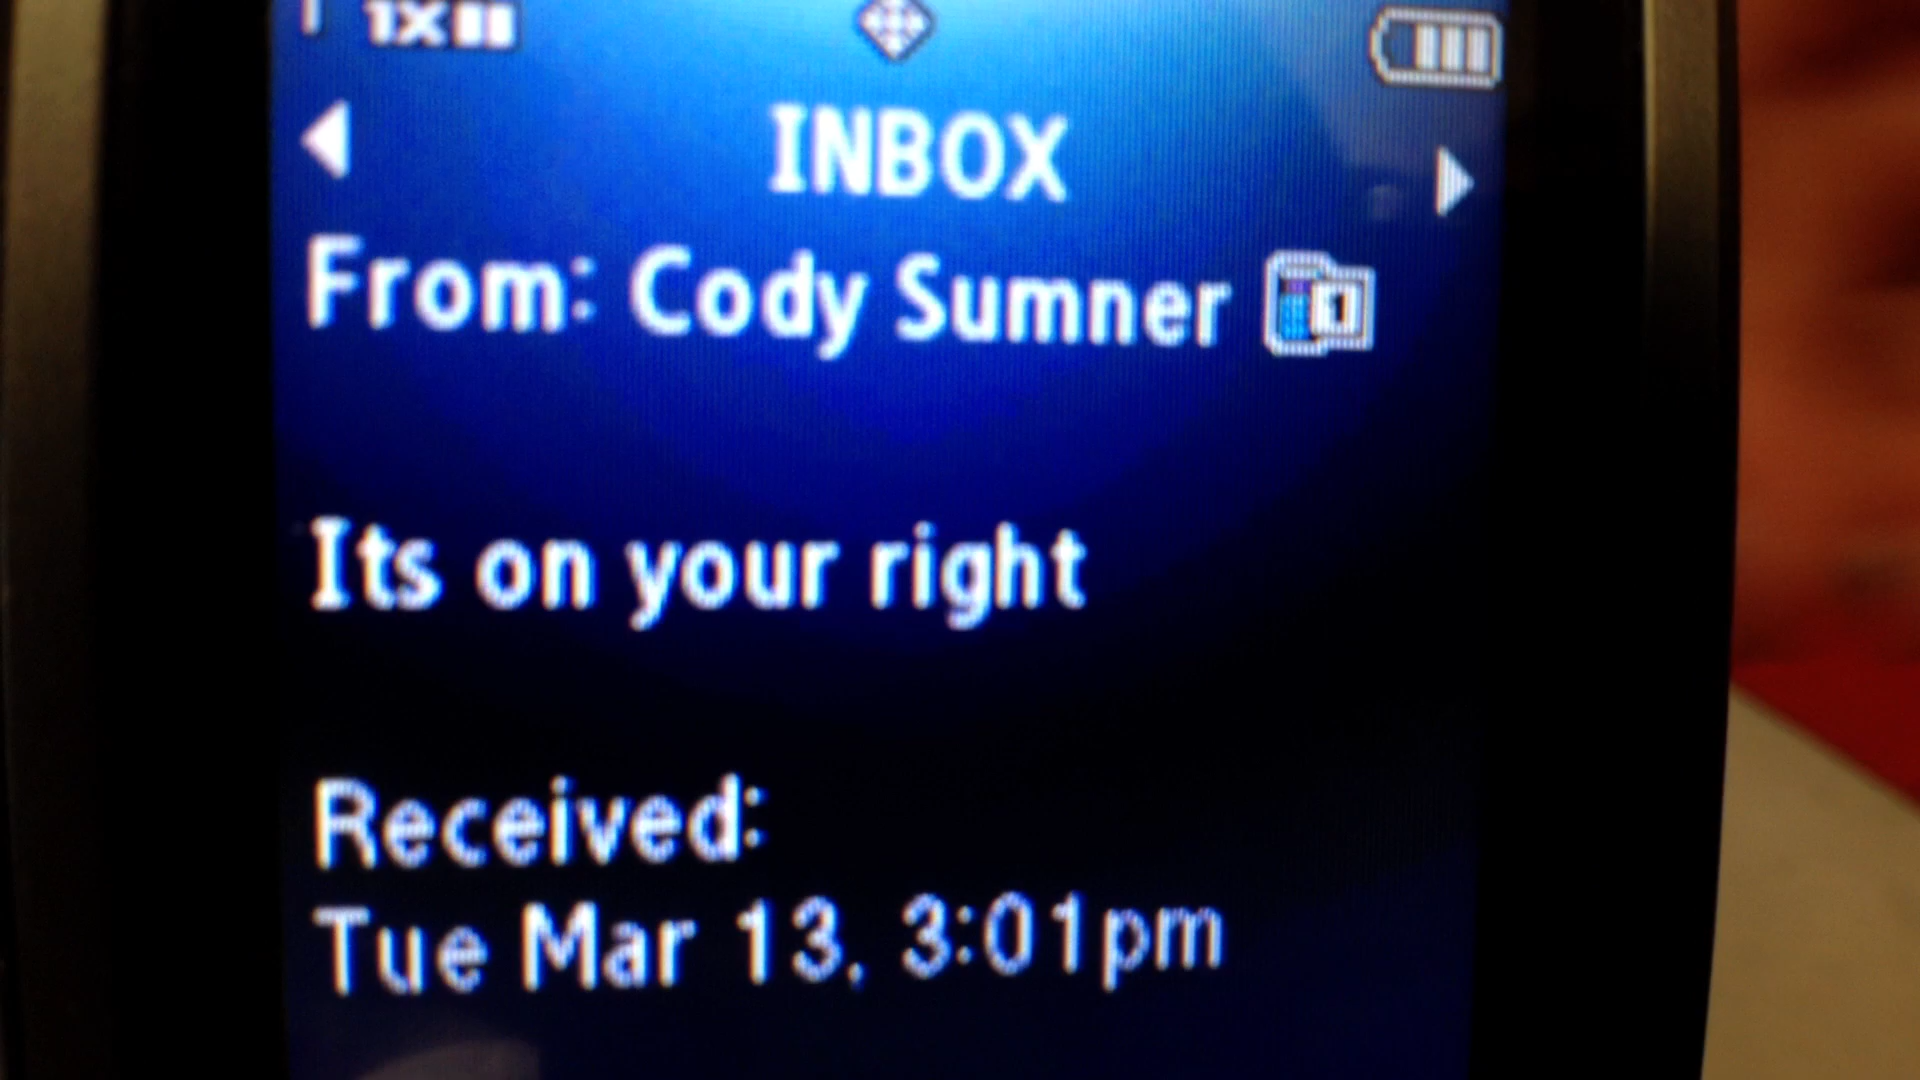 1X
INBOX
From: Cody Sumner
Its on your right
Received:
Tue Mar 13, 3:01pm